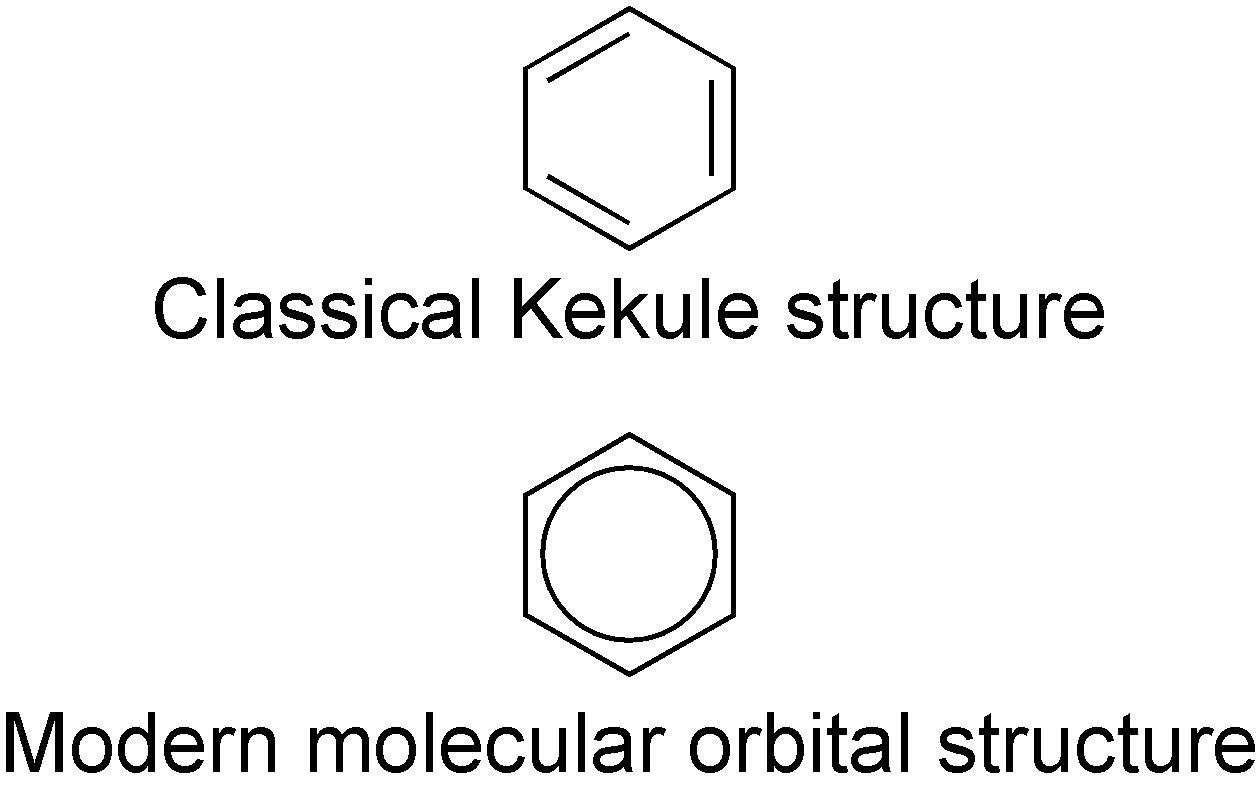 Classical Kekule structure
Modern molecular orbital structure